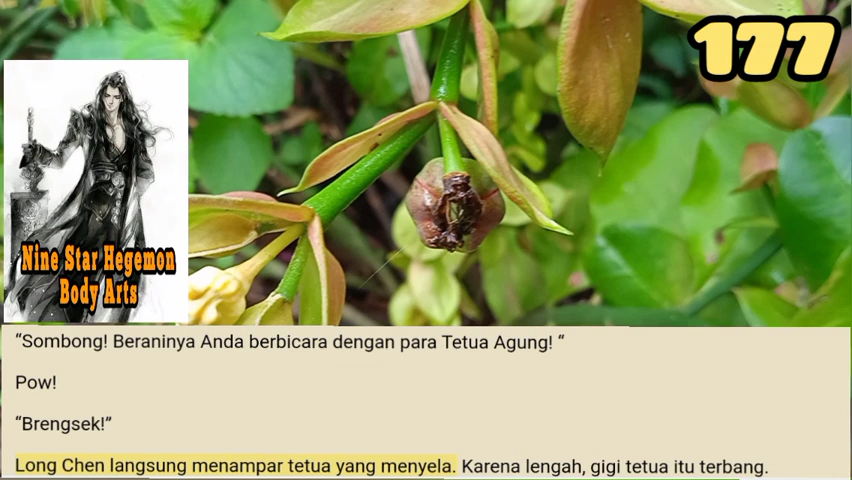 177
Nine Star Hegemon
Body Arts
“Sombong! Beraninya Anda berbicara dengan para Tetua Agung! “
Pow!
“Brengsek!”
Long Chen langsung menampar tetua yang menyela. Karena lengah, gigi tetua itu terbang.